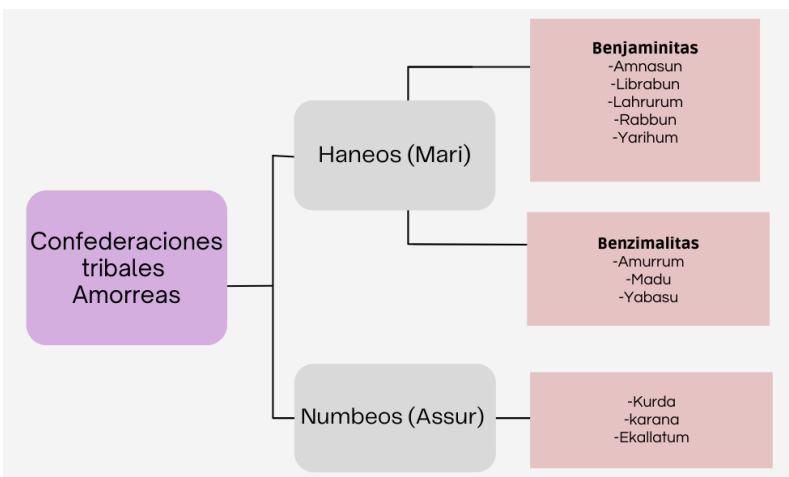 Confederaciones
tribales
Amorreas
Haneos (Mari)
Benjaminitas
-Amnasun
-Librabun
-Lahrurum
-Rabbun
-Yarihum
Benzimalitas
-Amurrum
-Madu
-Yabasu
Numbeos (Assur)
-Kurda
-karana
-Ekallatum